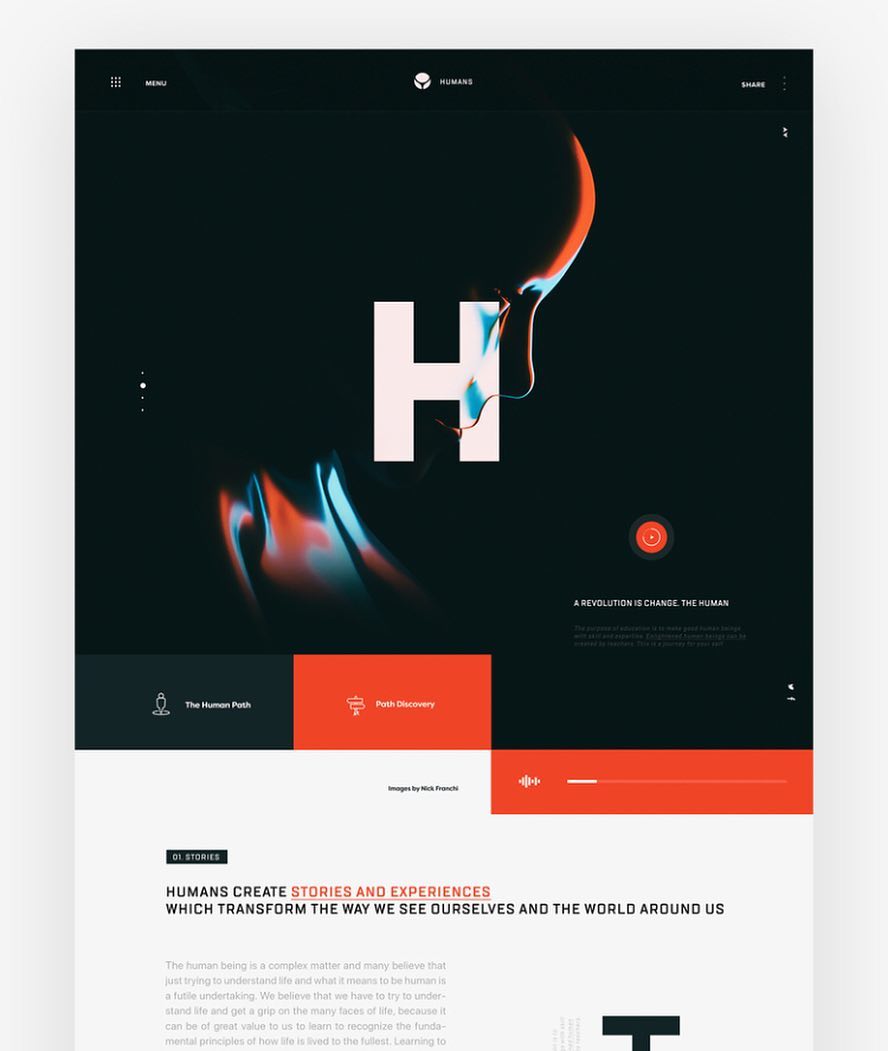 MENU
HUMANS
SHARE
H
A REVOLUTION IS CHANGE. THE HUMAN
The purpose of education is to make good human beings
with skill and expertise. Enlightened human beings can be
created by teachers. This is a journey for your self
The Human Path
Path Discovery
Images by Nick Franchi
01. STORIES
HUMANS CREATE STORIES AND EXPERIENCES
WHICH TRANSFORM THE WAY WE SEE OURSELVES AND THE WORLD AROUND US
The human being is a complex matter and many believe that
just trying to understand life and what it means to be human is
a futile undertaking. We believe that we have to try to under-
stand life and get a grip on the many faces of life, because it
can be of great value to us to learn to recognize the funda-
mental principles of how life is lived to the fullest. Learning to
T